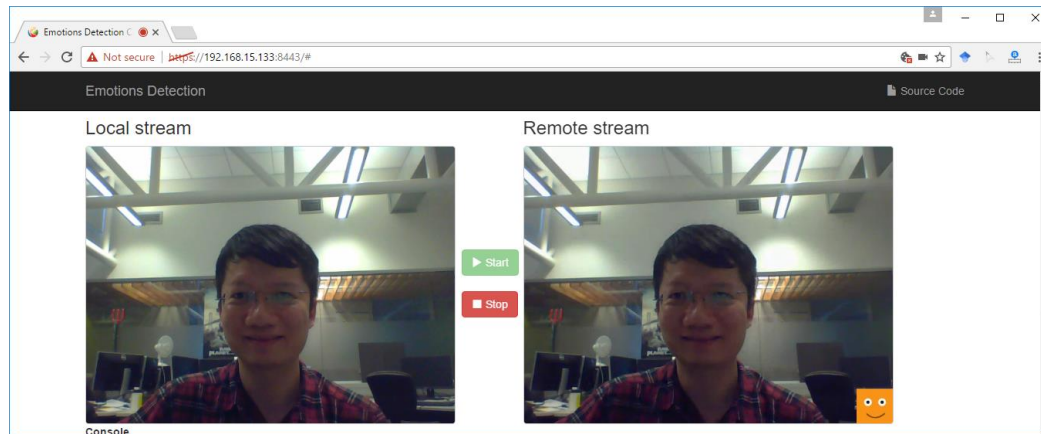 Emotions Detection C
Not secure | https://192.168.15.133:8443/#
Emotions Detection
Source Code
Local stream
Remote stream
Start
Stop
PLANET
Console